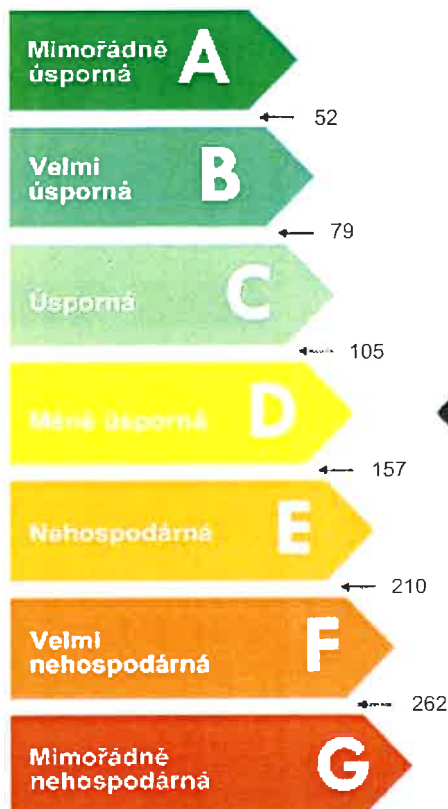 Mimořádně
úsporná
A
52
Velmi
úsporná
B
79
Úsporná
C
105
Méně úsporná
D
157
Nehospodárná
E
210
Velmi
nehospodárná
F
262
Mimořádně
nehospodárná
G